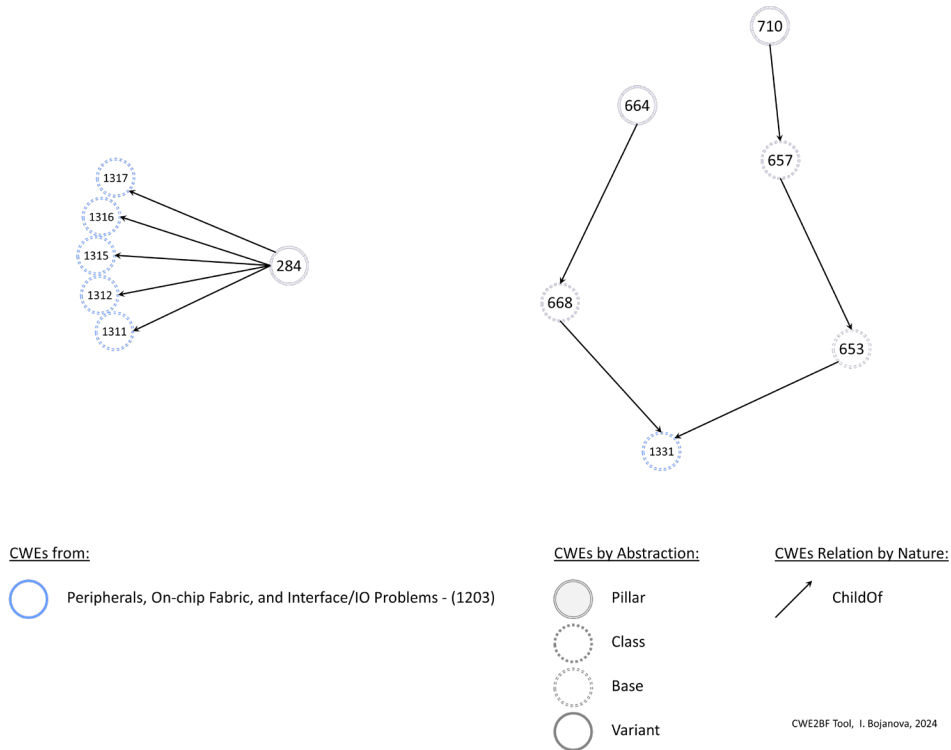 710
664
657
1317
1316
1315
284
1312
668
1311
653
1331
CWEs from:
CWEs by Abstraction:
CWEs Relation by Nature:
Peripherals, On-chip Fabric, and Interface/IO Problems - (1203)
Pillar
ChildOf
Class
Base
CWE2BF Tool, I. Bojanova, 2024
Variant